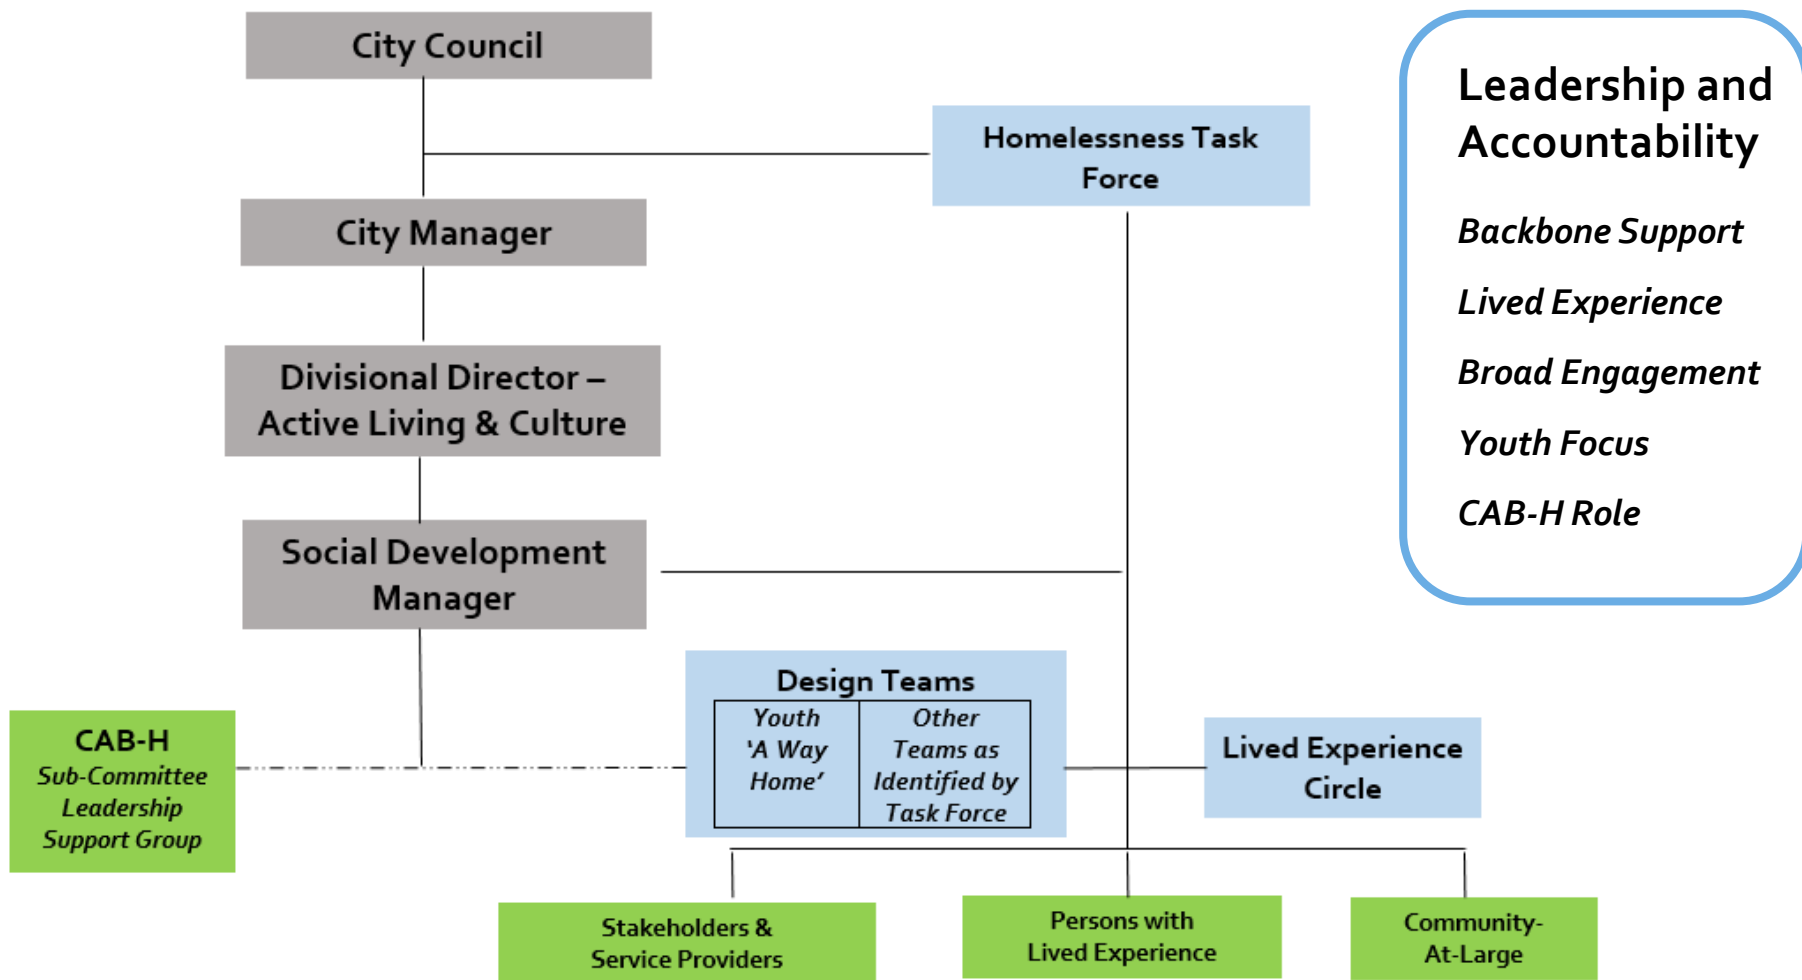 City Council
Homelessness Task
Force
City Manager
Divisional Director –
Active Living & Culture
Social Development
Manager
Design Teams
Youth
‘A Way
Home’
Other
Teams as
Identified by
Task Force
CAB-H
Sub-Committee
Leadership
Support Group
Lived Experience
Circle
Stakeholders &
Service Providers
Persons with
Lived Experience
Community-
At-Large
Leadership and
Accountability
Backbone Support
Lived Experience
Broad Engagement
Youth Focus
CAB-H Role